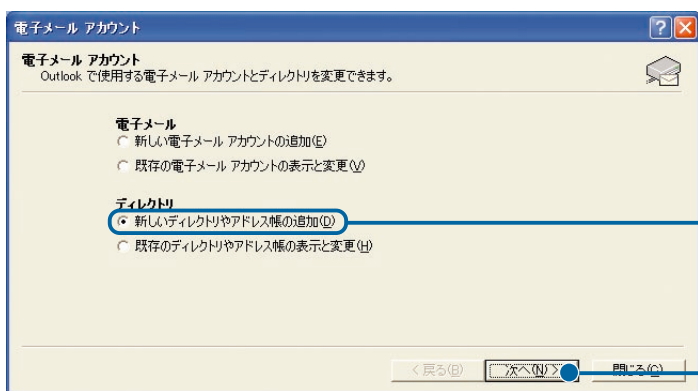 電子メール アカウント
電子メール アカウント
Outlook で使用する電子メール アカウントとディレクトリを変更できます。
電子メール
新しい電子メール アカウントの追加(E)
既存の電子メール アカウントの表示と変更(V)
ディレクトリ
新しいディレクトリやアドレス帳の追加(D)
既存のディレクトリやアドレス帳の表示と変更(H)
< 戻る(B) 次へ(N) > 閉じる(C)